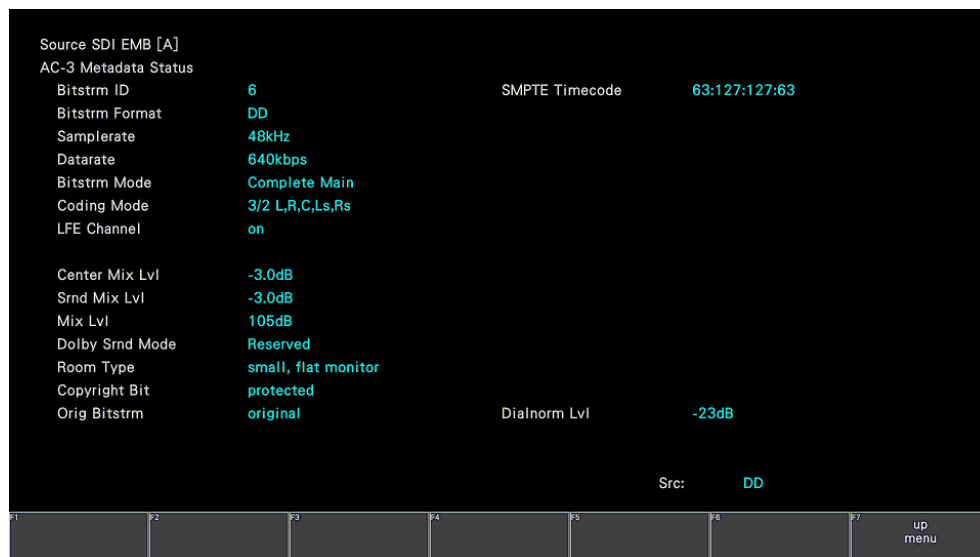 Source SDI EMB [A]
AC-3 Metadata Status
Bitstrm ID 6 SMPTE Timecode 63:127:127:63
Bitstrm Format DD
Samplerate 48kHz
Datarate 640kbps
Bitstrm Mode Complete Main
Coding Mode 3/2 L,R,C,Ls,Rs
LFE Channel on
Center Mix Lvl -3.0dB
Srnd Mix Lvl -3.0dB
Mix Lvl 105dB
Dolby Srnd Mode Reserved
Room Type small, flat monitor
Copyright Bit protected
Orig Bitstrm original Dialnorm Lvl -23dB
Src: DD
F1 F2 F3 F4 F5 F6 F7
up
menu